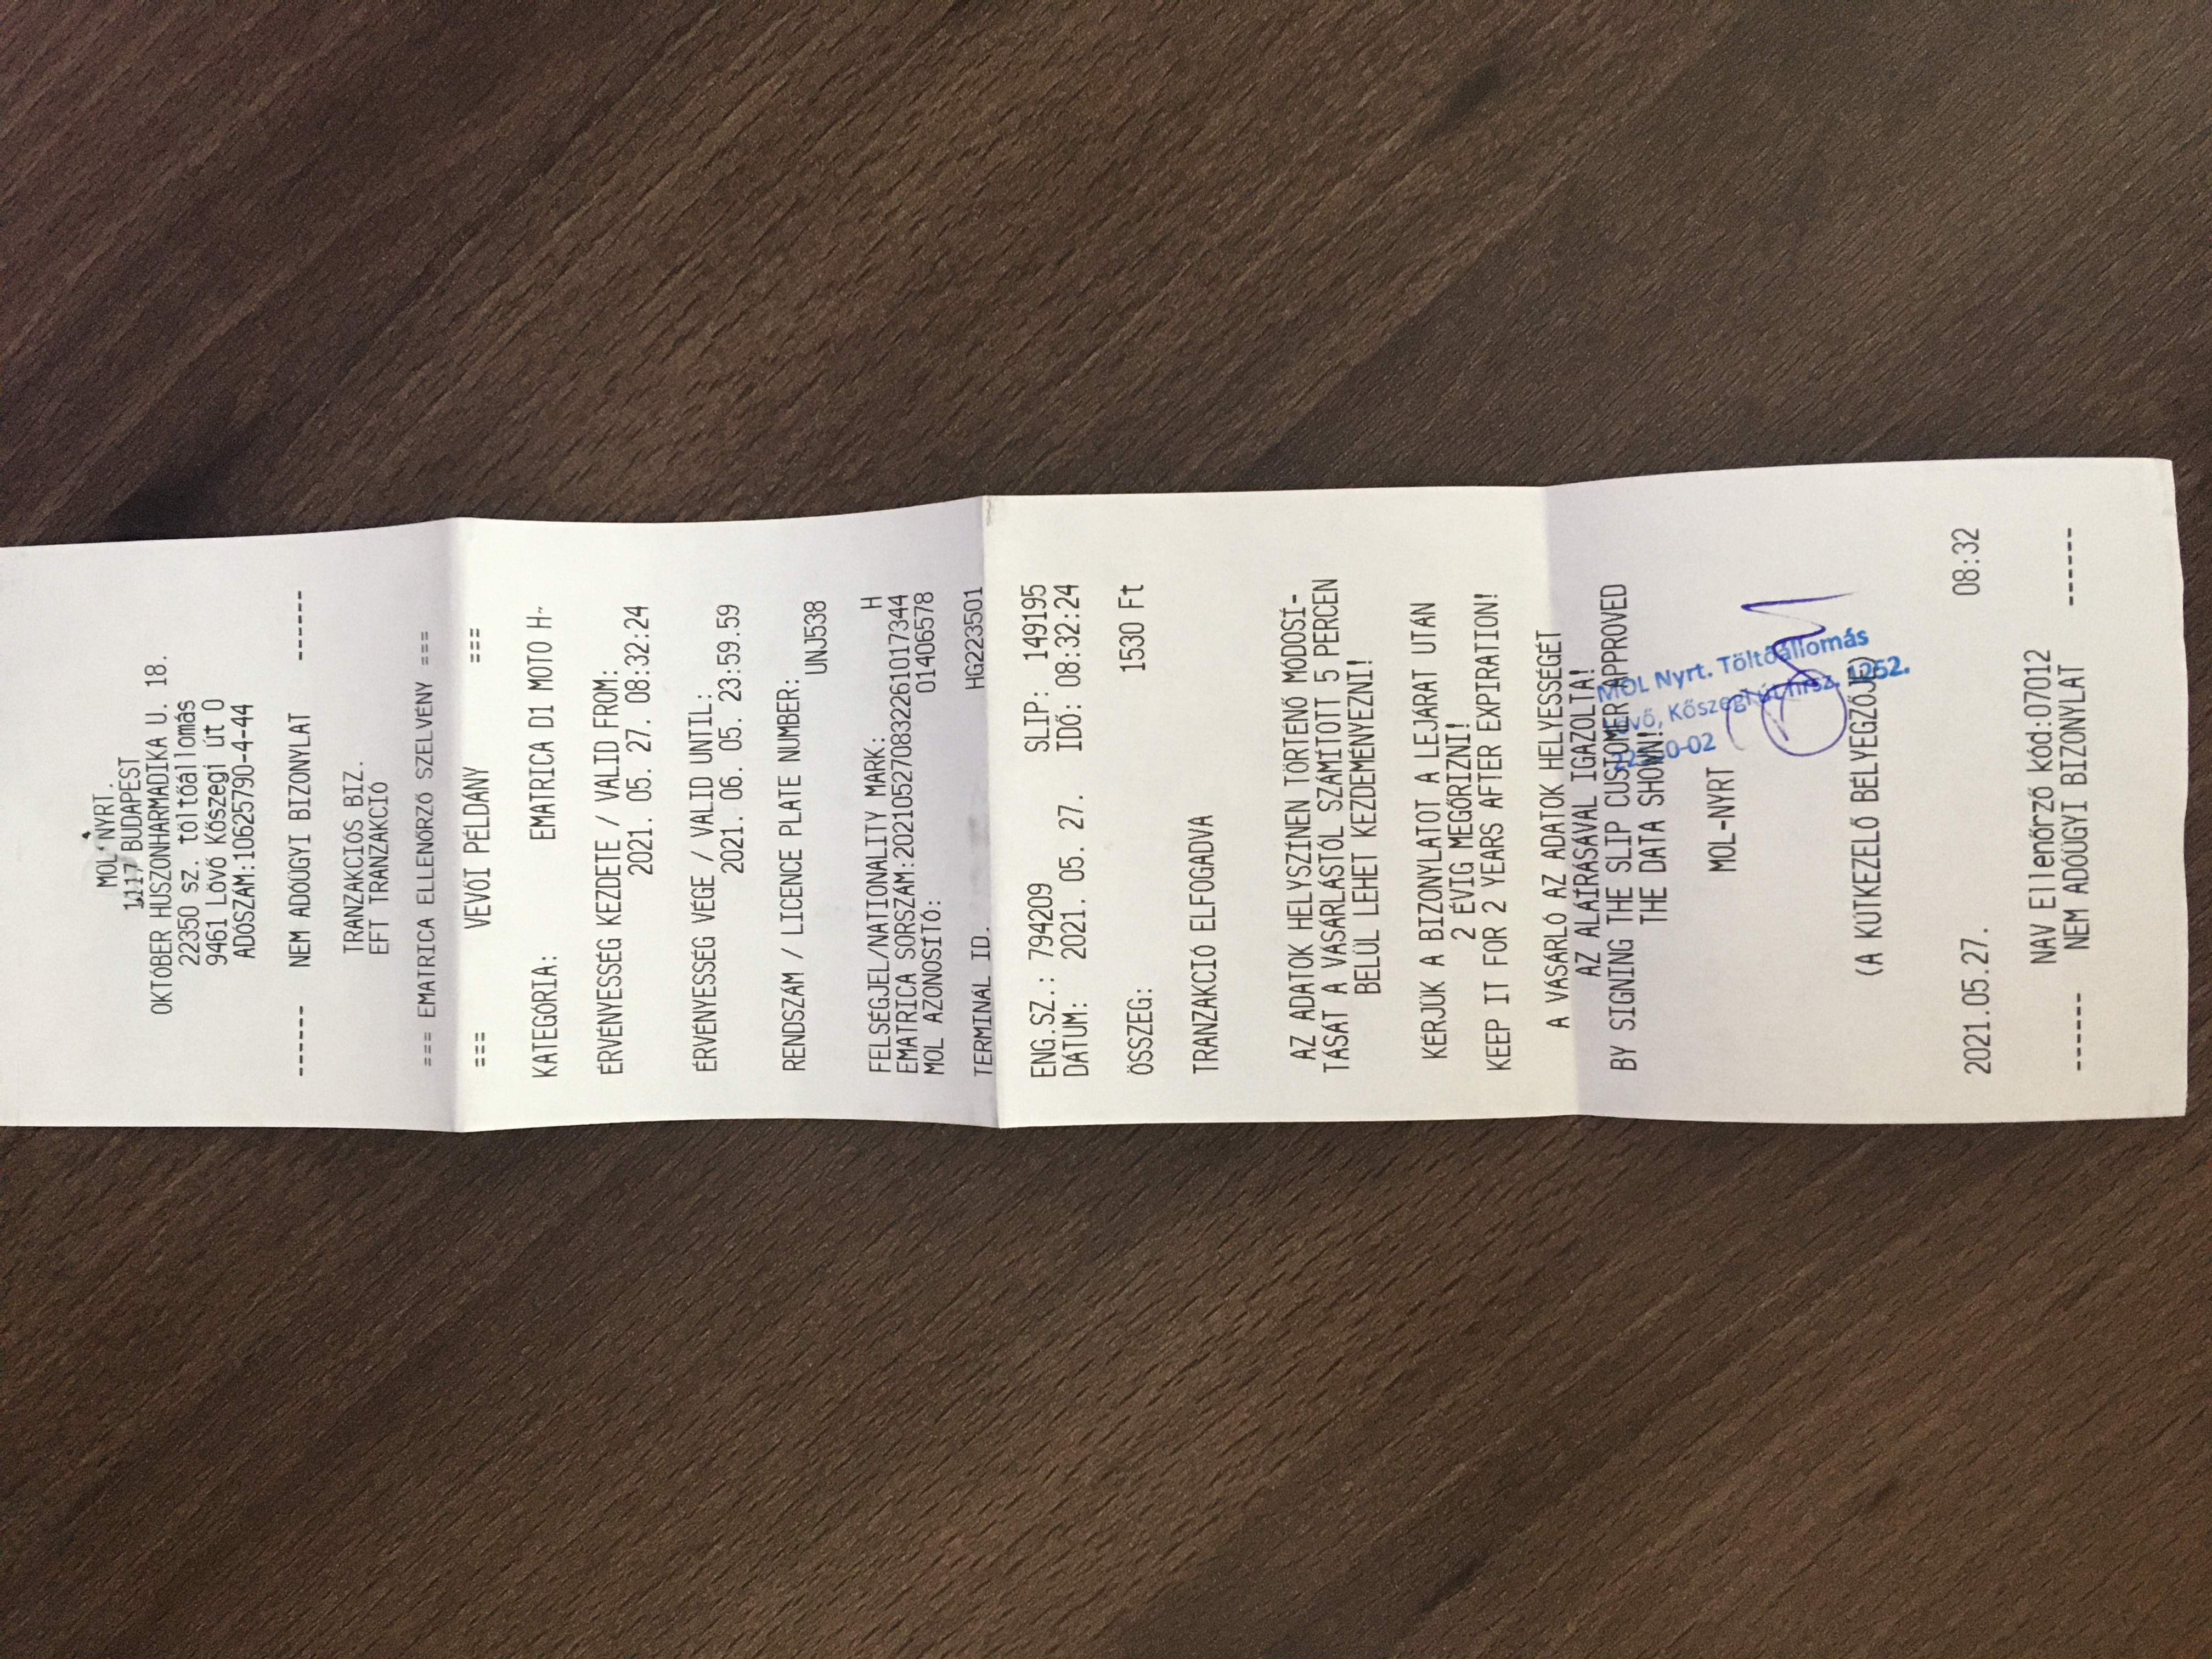 MOL NYRT.
1117 BUDAPEST
OKTÓBER HUSZONHARMADIKA U. 18.
22350 sz. töltőállomás
9461 Lövő Kőszegi út 0
ADÓSZÁM:10625790-4-44
------ NEM ADÓÜGYI BIZONYLAT ------
TRANZAKCIÓS BIZ.
EFT TRANZAKCIÓ
=== EMATRICA ELLENŐRZŐ SZELVÉNY ===
=== VEVŐI PÉLDÁNY ===
KATEGÓRIA: EMATRICA D1 MOTO H~
ÉRVÉNYESSÉG KEZDETE / VALID FROM:
2021. 05. 27. 08:32:24
ÉRVÉNYESSÉG VÉGE / VALID UNTIL:
2021. 06. 05. 23:59.59
RENDSZÁM / LICENCE PLATE NUMBER:
UNJ538
FELSÉGJEL/NATIONALITY MARK: H
EMATRICA SORSZÁM:202105270832261017344
MOL AZONOSÍTÓ: 01406578
TERMINÁL ID. HG223501
ENG.SZ.: 794209 SLIP: 149195
DÁTUM: 2021. 05. 27. IDŐ: 08:32:24
ÖSSZEG: 1530 Ft
TRANZAKCIÓ ELFOGADVA
AZ ADATOK HELYSZÍNEN TÖRTÉNŐ MÓDOSÍ-
TÁSÁT A VÁSÁRLÁSTÓL SZÁMÍTOTT 5 PERCEN
BELÜL LEHET KEZDEMÉNYEZNI!
KÉRJÜK A BIZONYLATOT A LEJÁRAT UTÁN
2 ÉVIG MEGŐRIZNI!
KEEP IT FOR 2 YEARS AFTER EXPIRATION!
A VÁSÁRLÓ AZ ADATOK HELYESSÉGÉT
AZ ALÁÍRÁSÁVAL IGAZOLTA!
BY SIGNING THE SLIP CUSTOMER APPROVED
THE DATA SHOWN!
MOL-NYRT
MOL Nyrt. Töltőállomás
Kőszegi 1252.
(A KÚTKEZELŐ BÉLYEGZŐJE)
2021.05.27. 08:32
NAV Ellenőrző kód:07012
------ NEM ADÓÜGYI BIZONYLAT ------